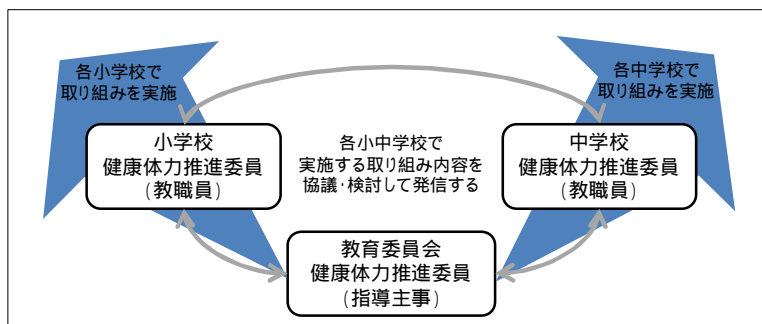 各小学校で
取り組みを実施
各中学校で
取り組みを実施
小学校
健康体力推進委員
(教職員)
各小中学校で
実施する取り組み内容を
協議・検討して発信する
中学校
健康体力推進委員
(教職員)
教育委員会
健康体力推進委員
(指導主事)